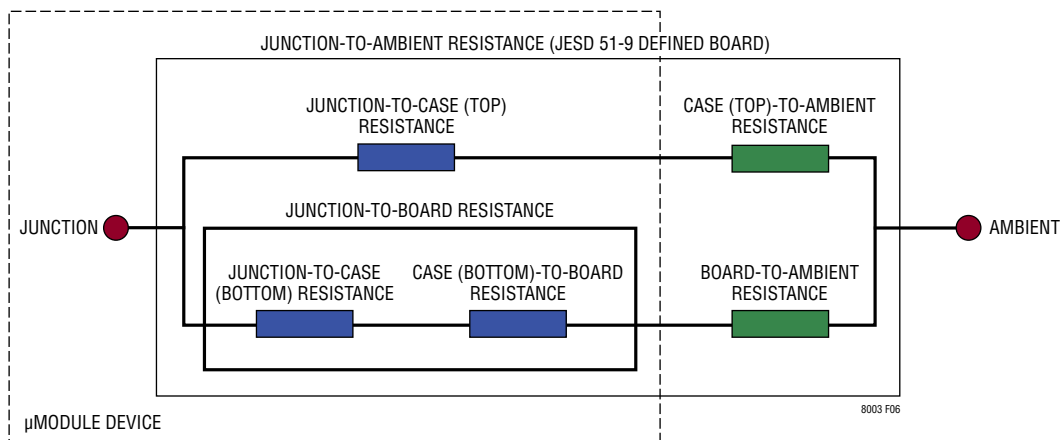 JUNCTION-TO-AMBIENT RESISTANCE (JESD 51-9 DEFINED BOARD)
JUNCTION-TO-CASE (TOP)
RESISTANCE
CASE (TOP)-TO-AMBIENT
RESISTANCE
JUNCTION
JUNCTION-TO-BOARD RESISTANCE
AMBIENT
JUNCTION-TO-CASE
(BOTTOM) RESISTANCE
CASE (BOTTOM)-TO-BOARD
RESISTANCE
BOARD-TO-AMBIENT
RESISTANCE
8003 F06
µMODULE DEVICE